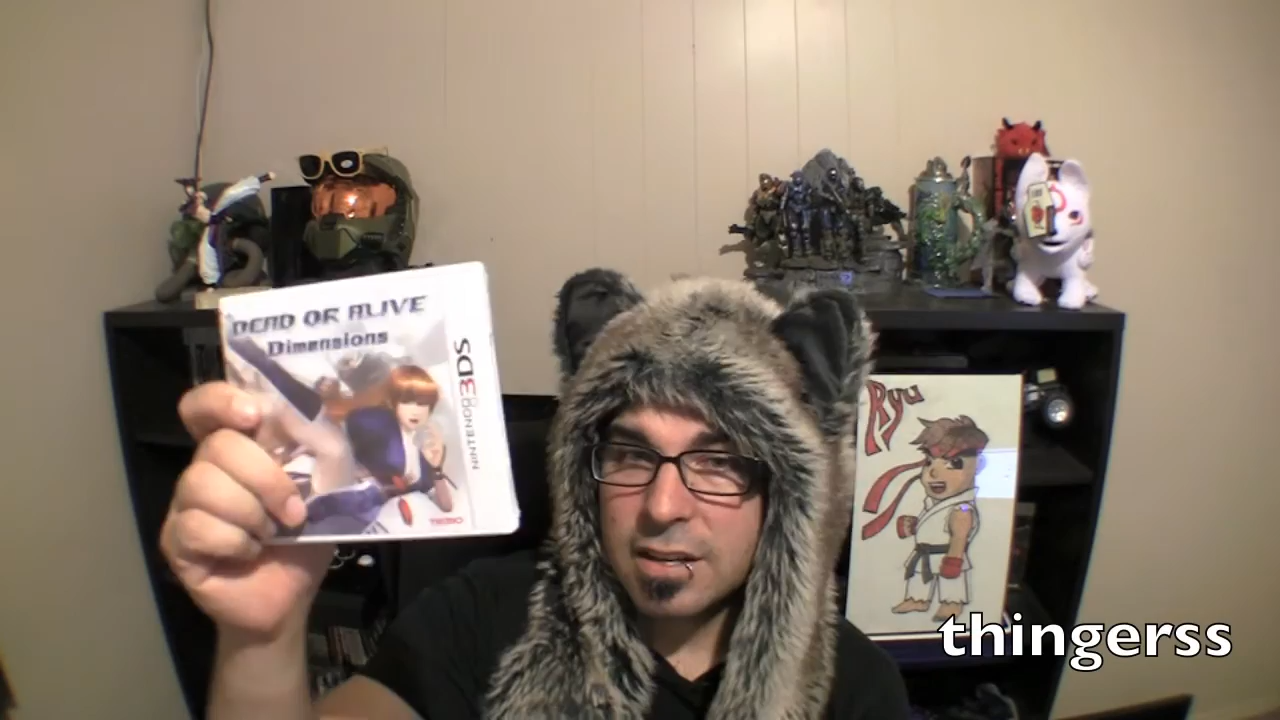 DEAD OR ALIVE
Dimensions
NINTENDO 3DS
TECMO
Ryu
thingerss